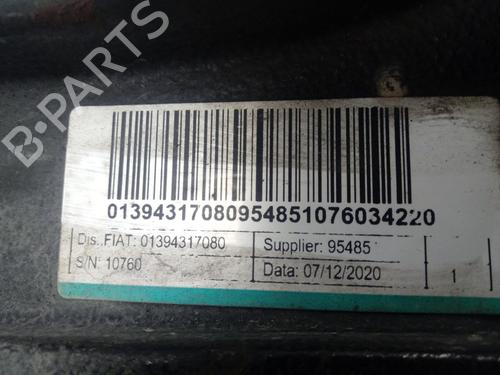 B-PARTS
01394317080954851076034220
Dis. FIAT: 01394317080
Supplier: 95485
S/N: 10760
Data: 07/12/2020
1